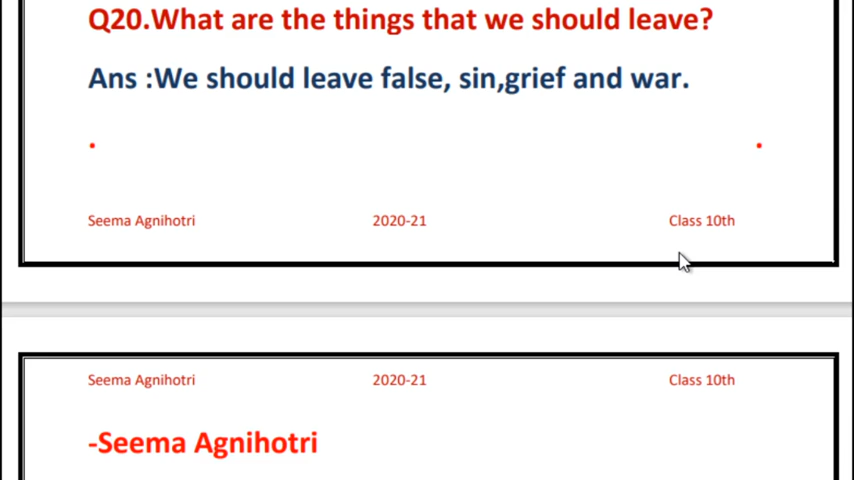 Q20.What are the things that we should leave?
Ans :We should leave false, sin,grief and war.
. .
Seema Agnihotri 2020-21 Class 10th
Seema Agnihotri 2020-21 Class 10th
-Seema Agnihotri